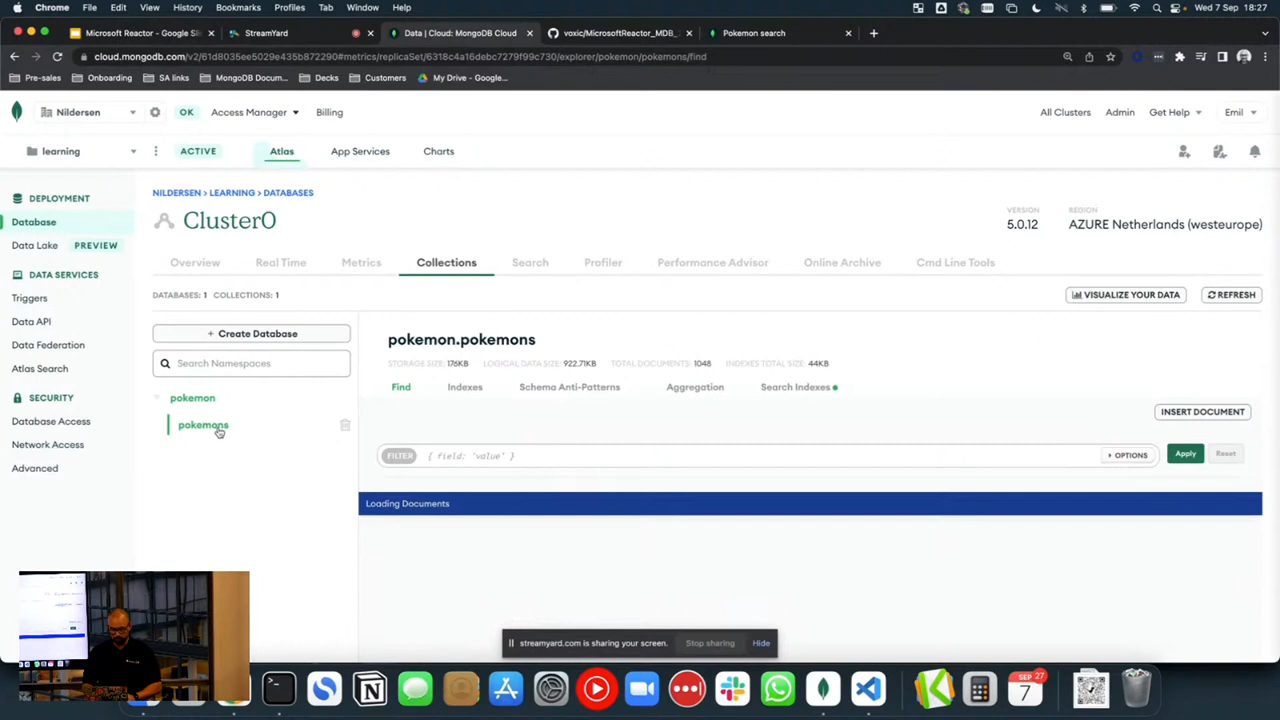 Chrome File Edit View History Bookmarks Profiles Tab Window Help Wed 7 Sep 18:27
Microsoft Reactor - Google Sli StreamYard Data | Cloud: MongoDB Cloud voxic/MicrosoftReactor_MDB_ Pokemon search
cloud.mongodb.com/v2/61d8035ee5029e435b872290#metrics/replicaSet/6318c4a16debc7279f99c730/explorer/pokemon/pokemons/find
Pre-sales Onboarding SA links MongoDB Docum... Decks Customers My Drive - Google...
Nildersen OK Access Manager Billing All Clusters Admin Get Help Emil
learning ACTIVE Atlas App Services Charts
DEPLOYMENT
Database
Data Lake PREVIEW
DATA SERVICES
Triggers
Data API
Data Federation
Atlas Search
SECURITY
Database Access
Network Access
Advanced
NILDERSEN > LEARNING > DATABASES
Cluster0
VERSION
5.0.12
REGION
AZURE Netherlands (westeurope)
Overview Real Time Metrics Collections Search Profiler Performance Advisor Online Archive Cmd Line Tools
DATABASES: 1 COLLECTIONS: 1
VISUALIZE YOUR DATA REFRESH
+ Create Database
Search Namespaces
pokemon
pokemons
pokemon.pokemons
STORAGE SIZE: 176KB LOGICAL DATA SIZE: 922.71KB TOTAL DOCUMENTS: 1048 INDEXES TOTAL SIZE: 44KB
Find Indexes Schema Anti-Patterns Aggregation Search Indexes
INSERT DOCUMENT
FILTER { field: 'value' } OPTIONS Apply Reset
Loading Documents
streamyard.com is sharing your screen. Stop sharing Hide
SEP 27
7